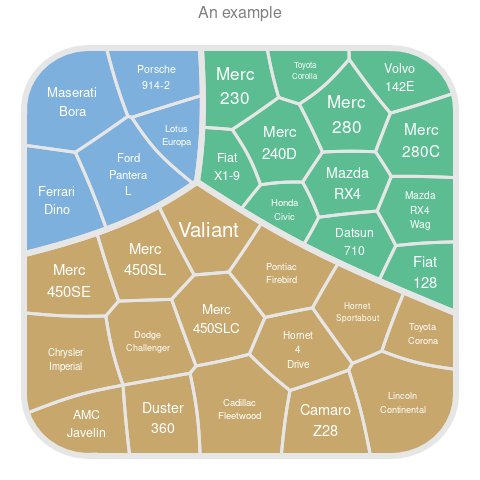 An example
Maserati
Bora
Porsche
914-2
Merc
230
Toyota
Corolla
Volvo
142E
Merc
280
Lotus
Europa
Merc
240D
Merc
280C
Ford
Pantera
L
Fiat
X1-9
Mazda
RX4
Ferrari
Dino
Honda
Civic
Mazda
RX4
Wag
Valiant
Datsun
710
Merc
450SE
Merc
450SL
Pontiac
Firebird
Fiat
128
Merc
450SLC
Hornet
Sportabout
Dodge
Challenger
Hornet
4
Drive
Toyota
Corona
Chrysler
Imperial
AMC
Javelin
Duster
360
Cadillac
Fleetwood
Camaro
Z28
Lincoln
Continental